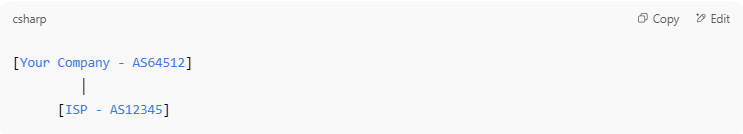 csharp
Copy
Edit
[Your Company - AS64512]
|
[ISP - AS12345]